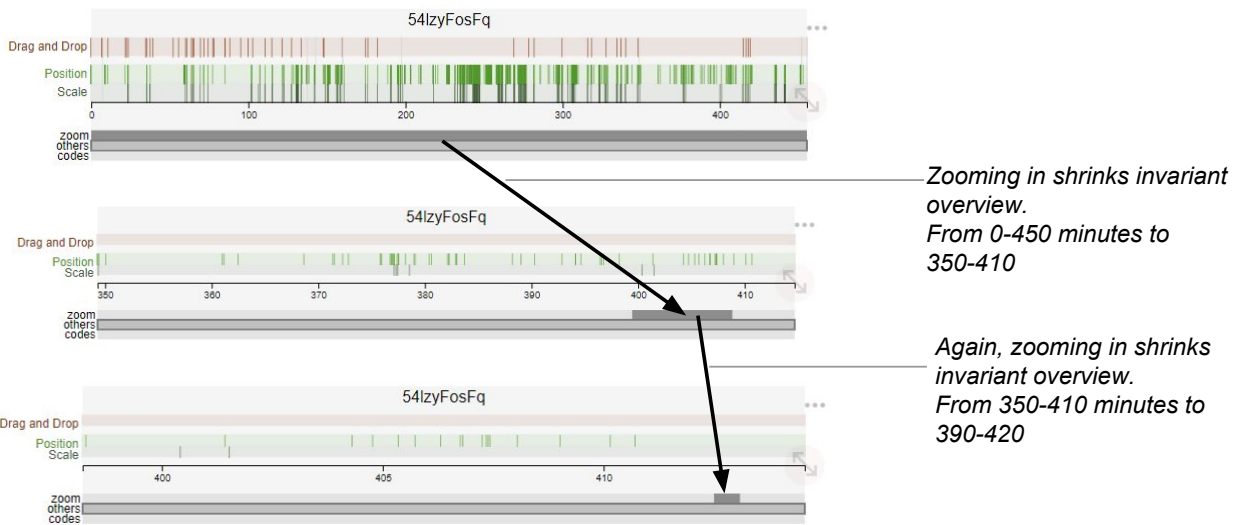 54IzyFosFq
Drag and Drop
Position
Scale
0 100 200 300 400
zoom
others
codes
Zooming in shrinks invariant
overview.
From 0-450 minutes to
350-410
54IzyFosFq
Drag and Drop
Position
Scale
350 360 370 380 390 400 410
zoom
others
codes
Again, zooming in shrinks
invariant overview.
From 350-410 minutes to
390-420
54IzyFosFq
Drag and Drop
Position
Scale
400 405 410
zoom
others
codes